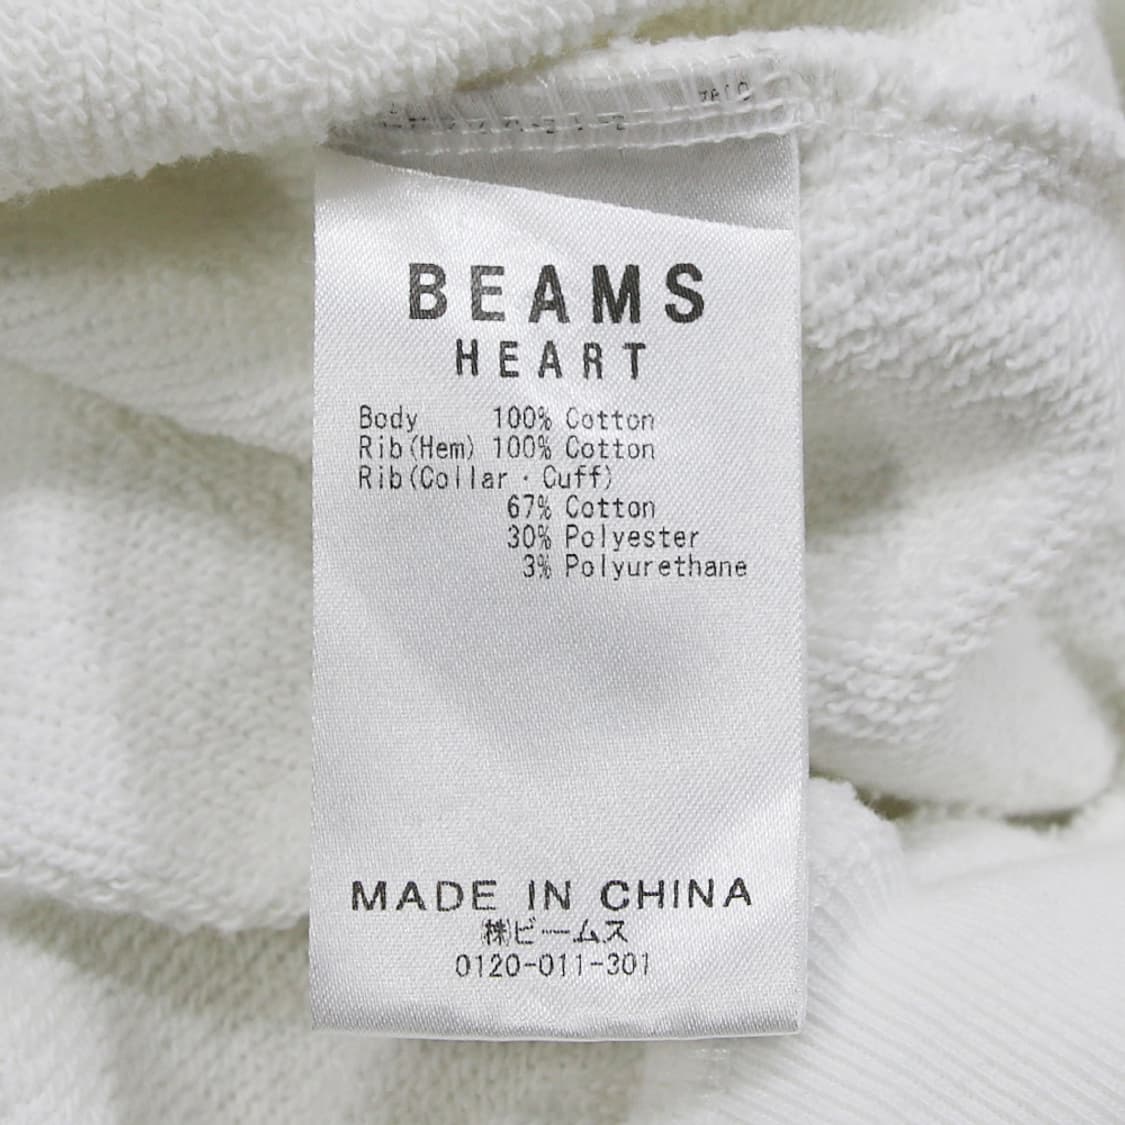 BEAMS
HEART
Body 100% Cotton
Rib(Hem) 100% Cotton
Rib(Collar・Cuff)
67% Cotton
30% Polyester
3% Polyurethane
MADE IN CHINA
㈱ビームス
0120-011-301